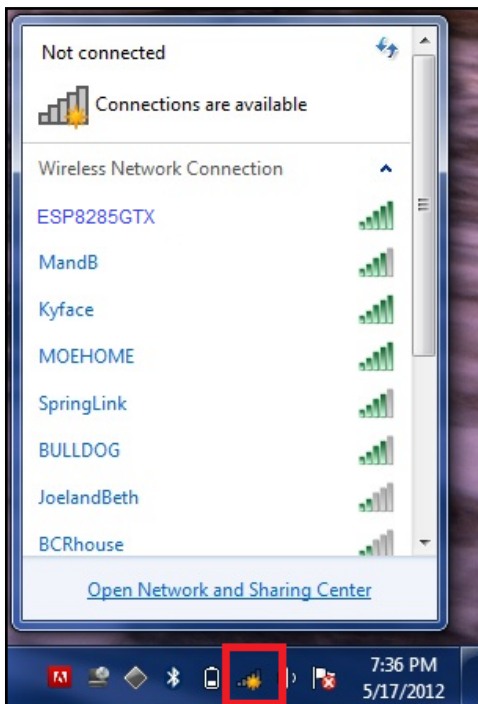 Not connected
Connections are available
Wireless Network Connection
ESP8285GTX
MandB
Kyface
MOEHOME
SpringLink
BULLDOG
JoelandBeth
BCRhouse
Open Network and Sharing Center
7:36 PM
5/17/2012